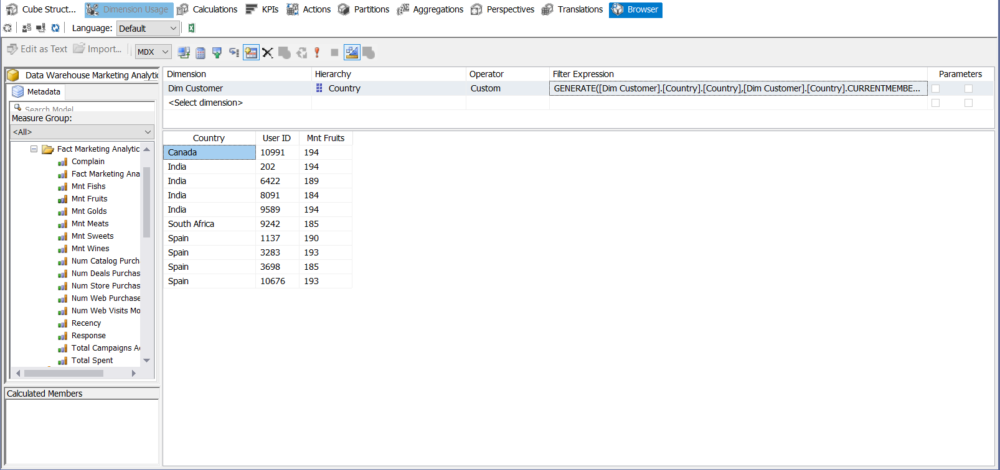 Cube Struct... Dimension Usage Calculations KPIs Actions Partitions Aggregations Perspectives Translations Browser
Language: Default
Edit as Text Import... MDX
Data Warehouse Marketing Analytic
Metadata
Search Model
Measure Group:
<All>
Fact Marketing Analytic
Complain
Fact Marketing Ana
Mnt Fishs
Mnt Fruits
Mnt Golds
Mnt Meats
Mnt Sweets
Mnt Wines
Num Catalog Purch
Num Deals Purchas
Num Store Purchas
Num Web Purchase
Num Web Visits Mo
Recency
Response
Total Campaigns A
Total Spent
Calculated Members
Dimension Hierarchy Operator Filter Expression Parameters
Dim Customer Country Custom GENERATE([Dim Customer].[Country].[Country],[Dim Customer].[Country].CURRENTMEMBE...
<Select dimension>
Country User ID Mnt Fruits
Canada 10991 194
India 202 194
India 6422 189
India 8091 184
India 9589 194
South Africa 9242 185
Spain 1137 190
Spain 3283 193
Spain 3698 185
Spain 10676 193